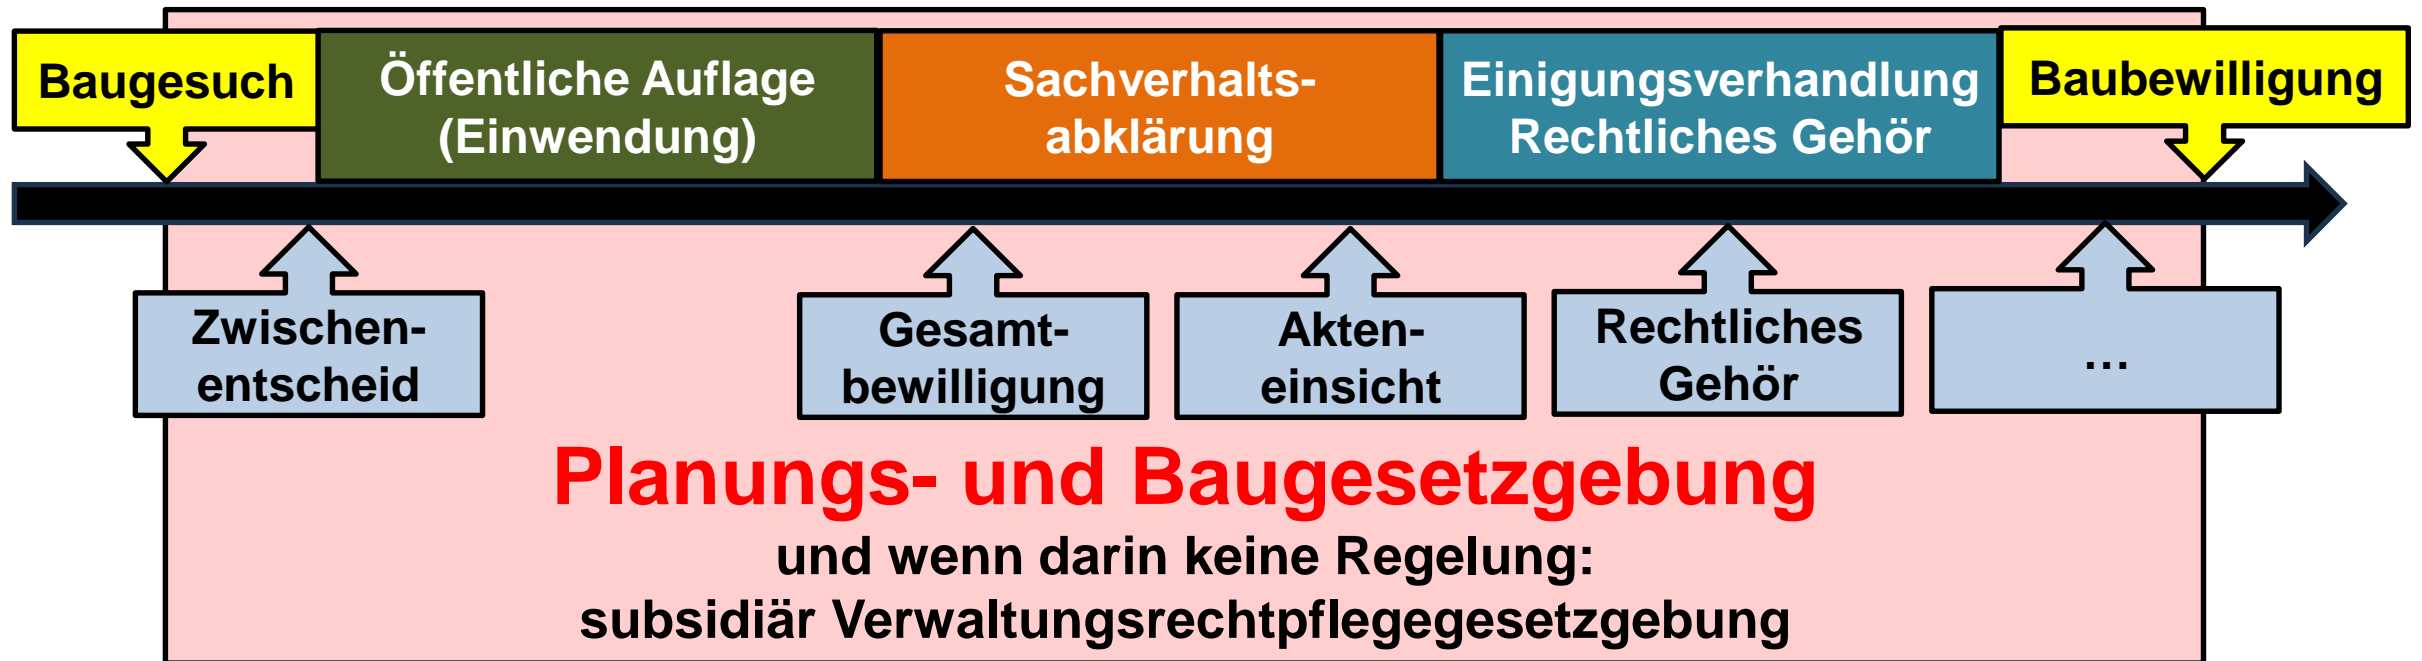 Baugesuch
Öffentliche Auflage
(Einwendung)
Sachverhalts-
abklärung
Einigungsverhandlung
Rechtliches Gehör
Baubewilligung
Zwischen-
entscheid
Gesamt-
bewilligung
Akten-
einsicht
Rechtliches
Gehör
...
Planungs- und Baugesetzgebung
und wenn darin keine Regelung:
subsidiär Verwaltungsrechtpflegegesetzgebung